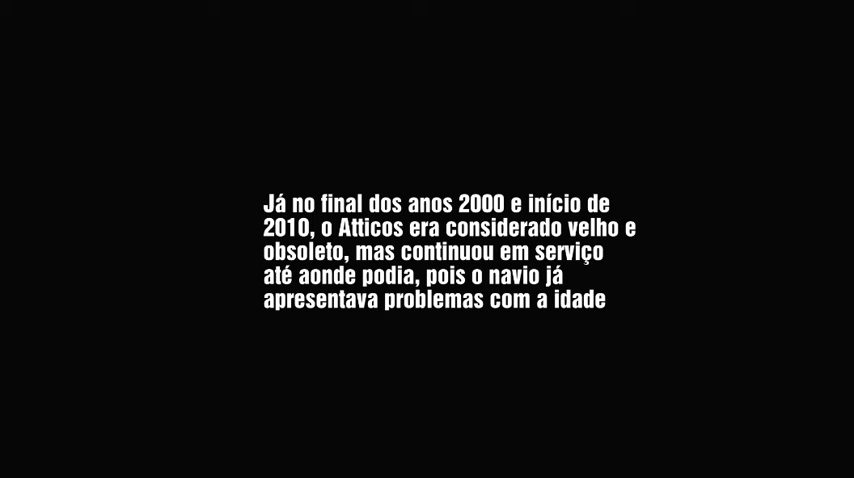 Já no final dos anos 2000 e início de
2010, o Atticos era considerado velho e
obsoleto, mas continuou em serviço
até aonde podia, pois o navio já
apresentava problemas com a idade